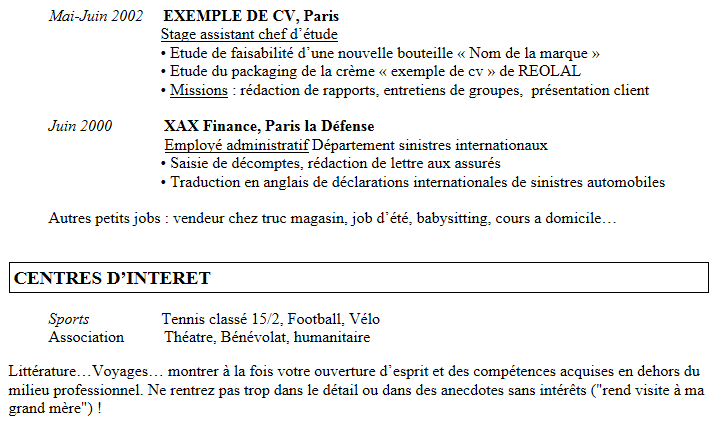 Mai-Juin 2002 EXEMPLE DE CV, Paris
Stage assistant chef d’étude
• Etude de faisabilité d’une nouvelle bouteille « Nom de la marque »
• Etude du packaging de la crème « exemple de cv » de REOLAL
• Missions : rédaction de rapports, entretiens de groupes, présentation client
Juin 2000 XAX Finance, Paris la Défense
Employé administratif Département sinistres internationaux
• Saisie de décomptes, rédaction de lettre aux assurés
• Traduction en anglais de déclarations internationales de sinistres automobiles
Autres petits jobs : vendeur chez truc magasin, job d’été, babysitting, cours a domicile…
CENTRES D’INTERET
Sports Tennis classé 15/2, Football, Vélo
Association Théatre, Bénévolat, humanitaire
Littérature…Voyages… montrer à la fois votre ouverture d’esprit et des compétences acquises en dehors du
milieu professionnel. Ne rentrez pas trop dans le détail ou dans des anecdotes sans intérêts ("rend visite à ma
grand mère") !